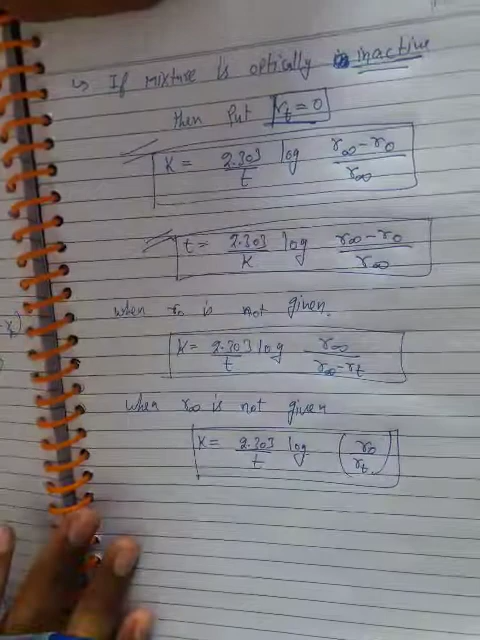 ↳ If mixture is optically inactive
then Put r_t = 0
K = 2.303/t log (r∞ - r0)/r∞
t = 2.303/K log (r∞ - r0)/r∞
when r0 is not given.
K = 2.303/t log r∞/(r∞ - rt)
when r∞ is not given
K = 2.303/t log (r0/rt)